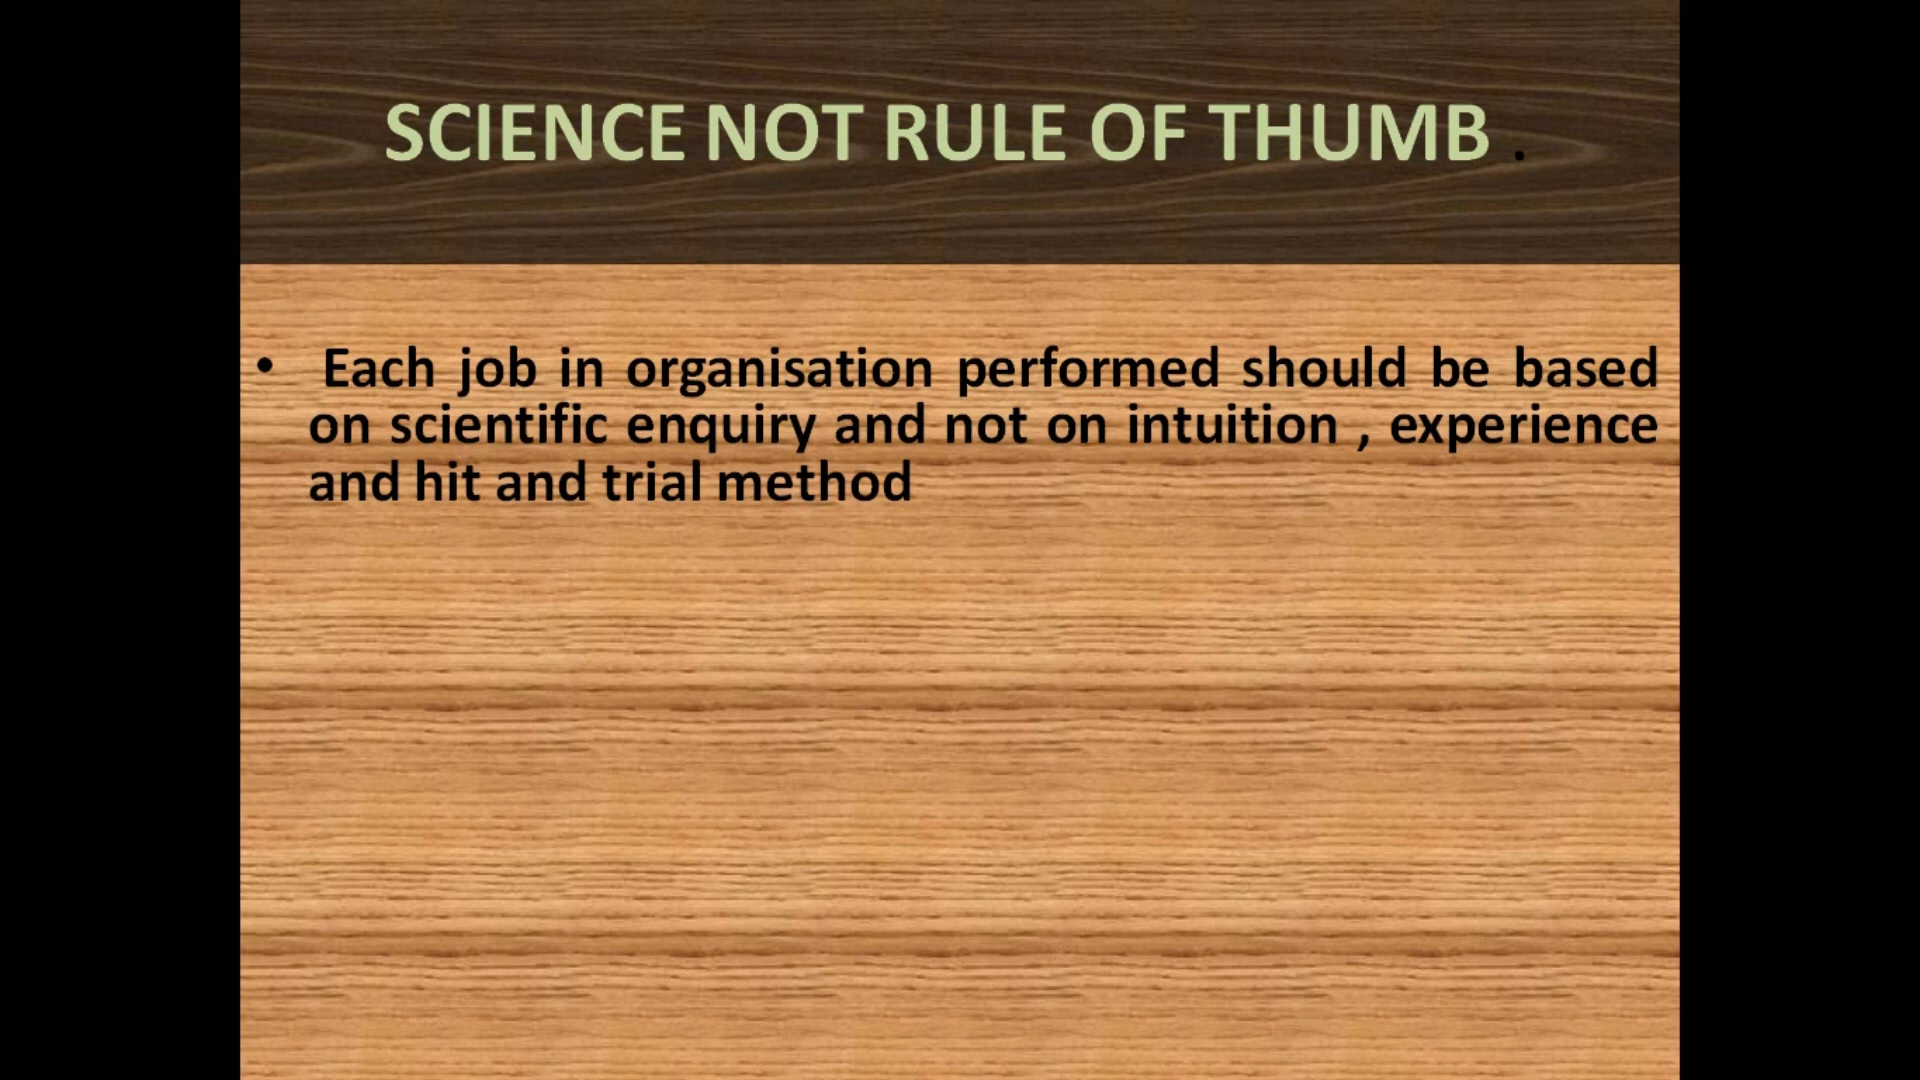 SCIENCE NOT RULE OF THUMB .
• Each job in organisation performed should be based
on scientific enquiry and not on intuition , experience
and hit and trial method